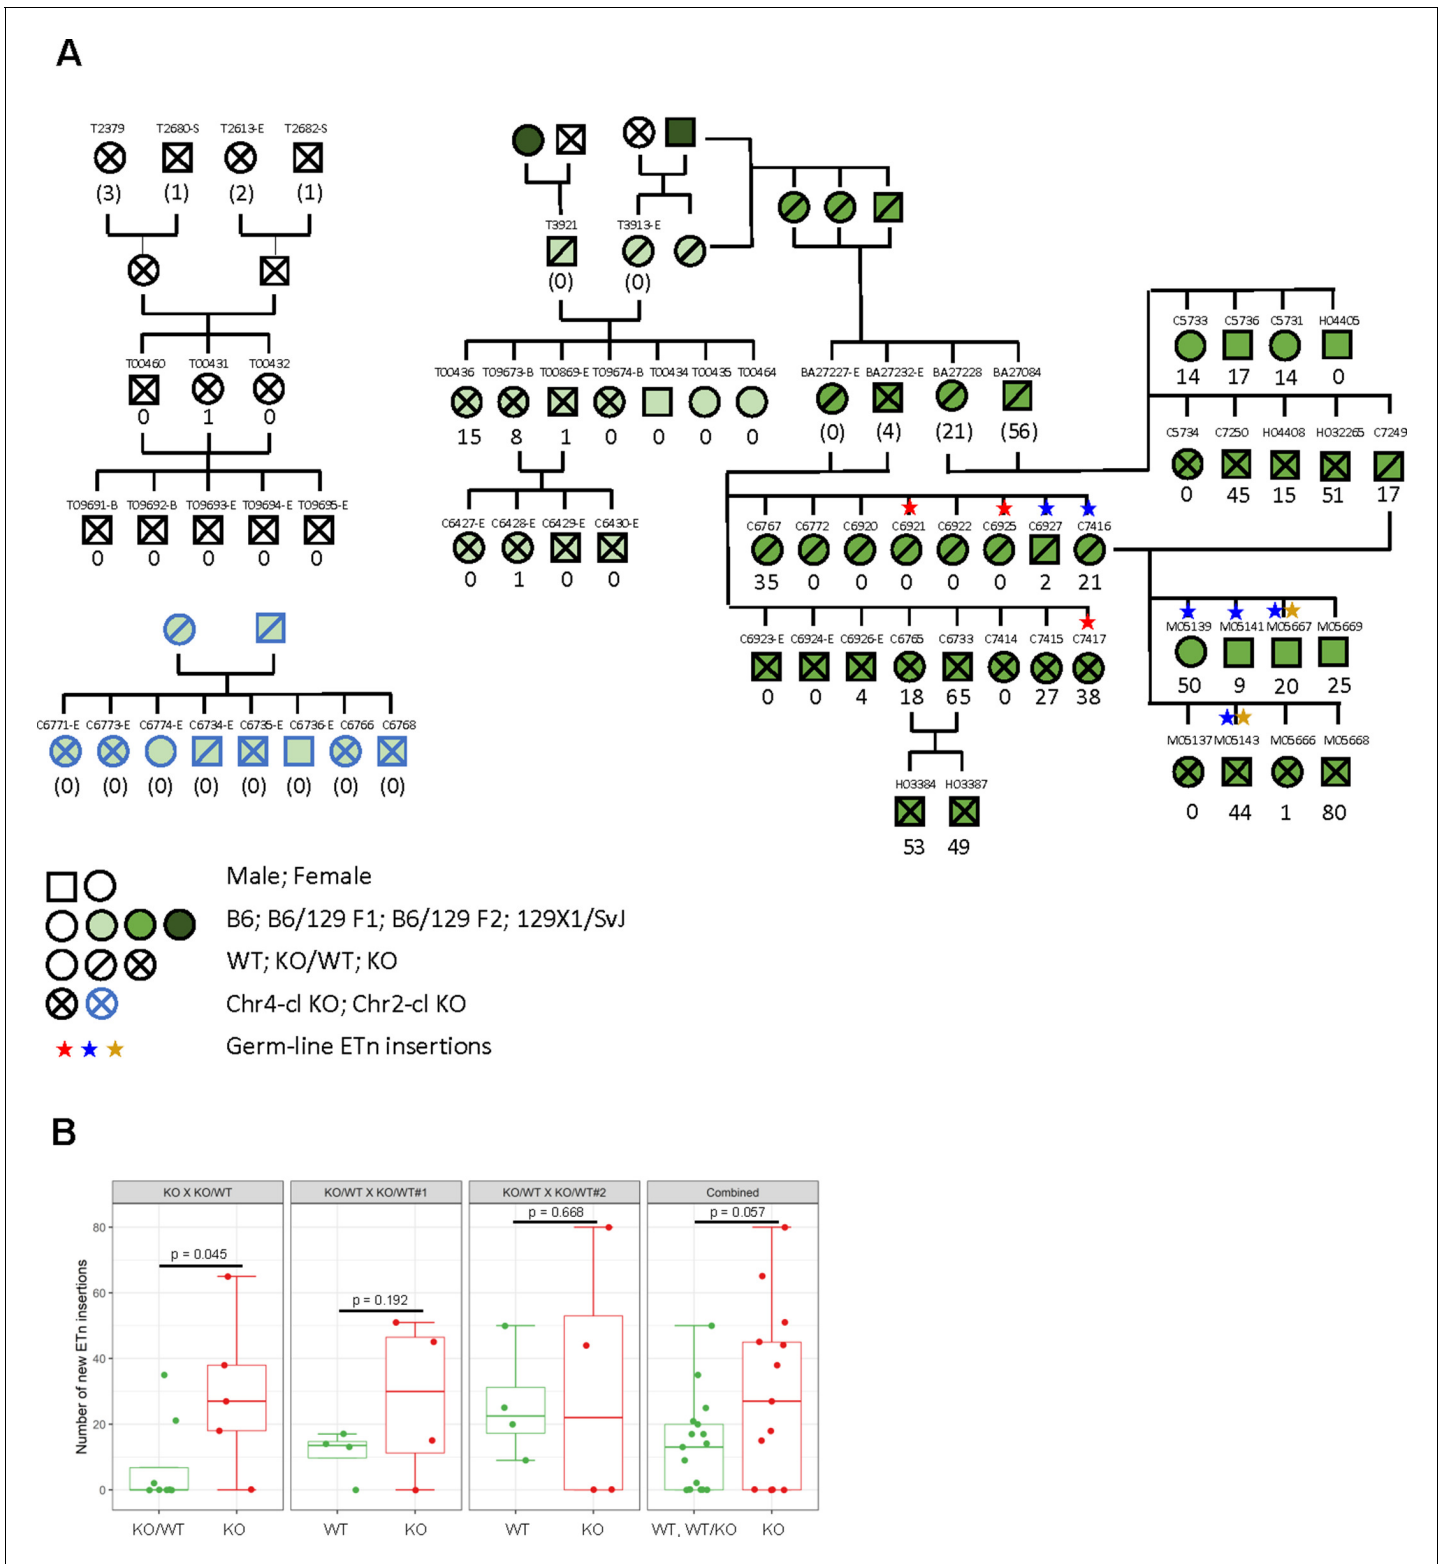 A
T2379 T2680-S T2613-E T2682-S
(3) (1) (2) (1)
T00460 T00431 T00432
0 1 0
T09691-B T09692-B T09693-E T09694-E T09695-E
0 0 0 0 0
T3921 T3913-E
(0) (0)
T00436 T09673-B T00869-E T09674-B T00434 T00435 T00464
15 8 1 0 0 0 0
C6427-E C6428-E C6429-E C6430-E
0 1 0 0
BA27227-E BA27232-E BA27228 BA27084
(0) (4) (21) (56)
C5733 C5736 C5731 H04405
14 17 14 0
C5734 C7250 H04408 H032265 C7249
0 45 15 51 17
C6767 C6772 C6920 C6921 C6922 C6925 C6927 C7416
35 0 0 0 0 0 2 21
C6923-E C6924-E C6926-E C6765 C6733 C7414 C7415 C7417
0 0 4 18 65 0 27 38
H03384 H03387
53 49
M05139 M05141 M05667 M05669
50 9 20 25
M05137 M05143 M05666 M05668
0 44 1 80
C6771-E C6773-E C6774-E C6734-E C6735-E C6736-E C6766 C6768
(0) (0) (0) (0) (0) (0) (0) (0)
Male; Female
B6; B6/129 F1; B6/129 F2; 129X1/SvJ
WT; KO/WT; KO
Chr4-cl KO; Chr2-cl KO
Germ-line ETn insertions
B
KO X KO/WT KO/WT X KO/WT#1 KO/WT X KO/WT#2 Combined
p = 0.045 p = 0.192 p = 0.668 p = 0.057
Number of new ETn insertions
80
60
40
20
0
KO/WT KO WT KO WT KO WT, WT/KO KO